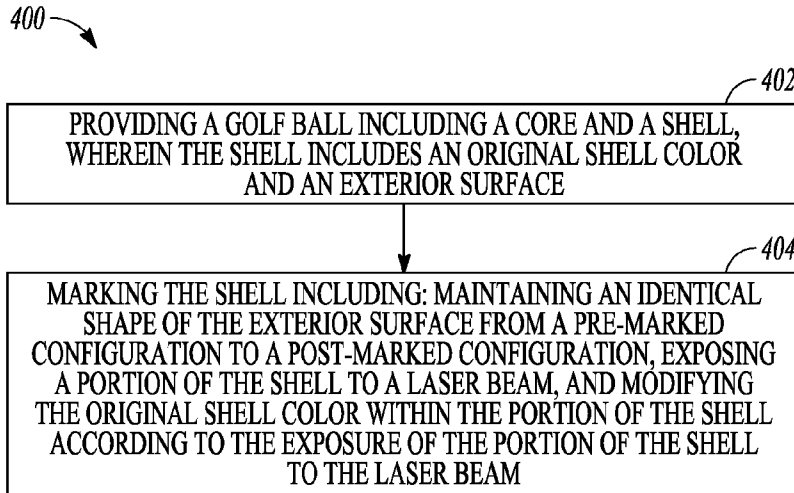 400
402
PROVIDING A GOLF BALL INCLUDING A CORE AND A SHELL,
WHEREIN THE SHELL INCLUDES AN ORIGINAL SHELL COLOR
AND AN EXTERIOR SURFACE
404
MARKING THE SHELL INCLUDING: MAINTAINING AN IDENTICAL
SHAPE OF THE EXTERIOR SURFACE FROM A PRE-MARKED
CONFIGURATION TO A POST-MARKED CONFIGURATION, EXPOSING
A PORTION OF THE SHELL TO A LASER BEAM, AND MODIFYING
THE ORIGINAL SHELL COLOR WITHIN THE PORTION OF THE SHELL
ACCORDING TO THE EXPOSURE OF THE PORTION OF THE SHELL
TO THE LASER BEAM